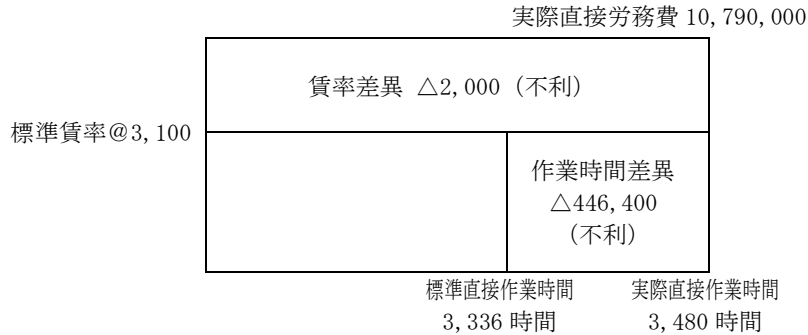 実際直接労務費 10,790,000
賃率差異 △2,000 (不利)
標準賃率@3,100
作業時間差異
△446,400
(不利)
標準直接作業時間 実際直接作業時間
3,336 時間 3,480 時間